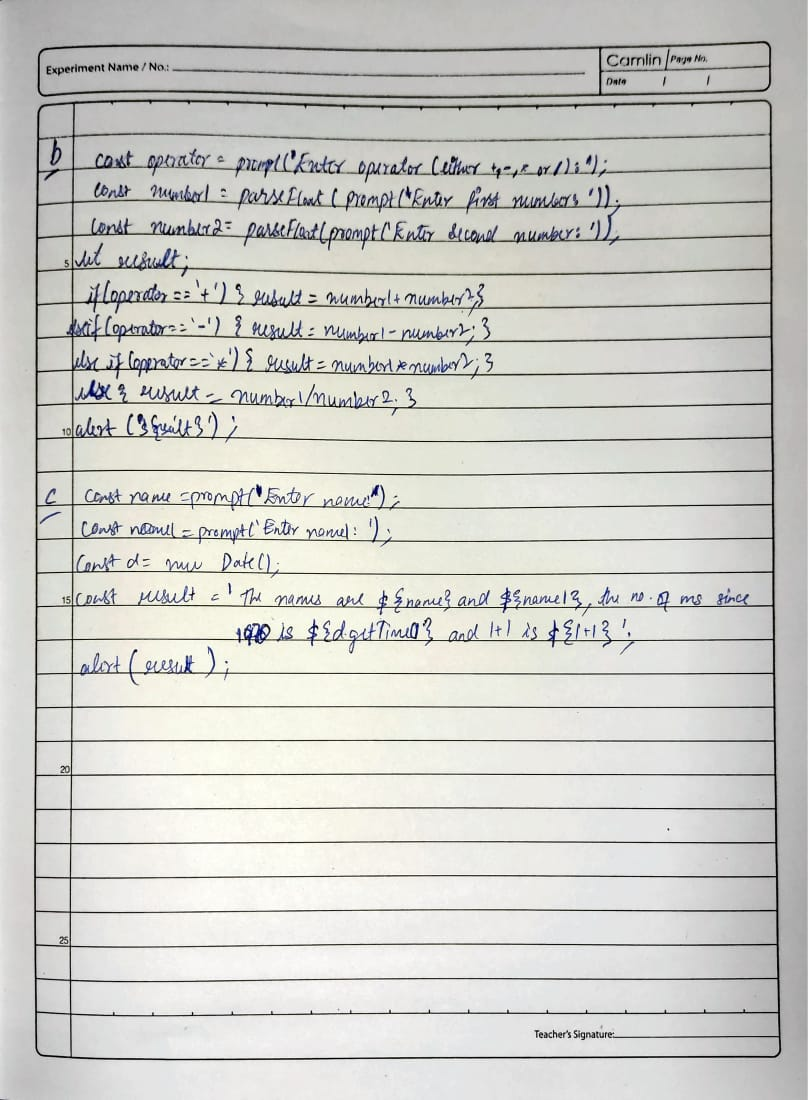 Experiment Name / No.:
Camlin Page No.
Date / /
b const operator = prompt('Enter operator (either +, -, * or /): ');
const number1 = parseFloat ( prompt ('Enter first number: '));
const number2 = parseFloat(prompt('Enter second number: '));
5 let result;
if(operator == '+') { result = number1 + number2;}
else if (operator == '-') { result = number1 - number2; }
else if (operator == '*') { result = number1 * number2; }
else { result = number1/number2; }
10 alert ( );
c const name = prompt('Enter name:');
const name1 = prompt('Enter name1: ');
const d = new Date();
15 const result = ' The names are ${name} and ${name1}, the no. of ms since
1970 is ${d.getTime()} and 1+1 is ${1+1} ';
alert (result );
20
25
Teacher's Signature: